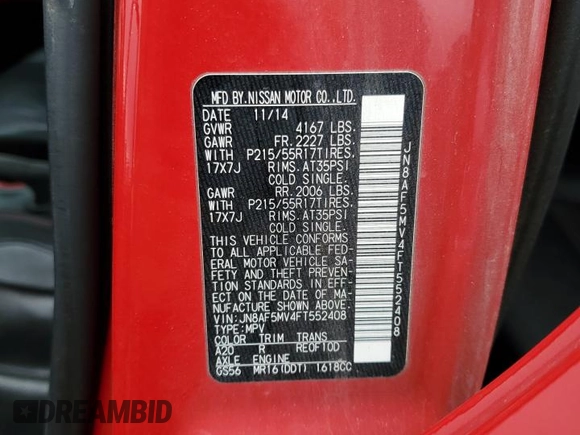 MFD BY.NISSAN MOTOR CO.,LTD.
DATE 11/14
GVWR 4167 LBS.
GAWR FR. 2227 LBS.
WITH P215/55R17TIRES.
17X7J RIMS. AT35PSI
COLD SINGLE.
GAWR RR. 2006 LBS.
WITH P215/55R17TIRES.
17X7J RIMS. AT35PSI
COLD SINGLE.
THIS VEHICLE CONFORMS
TO ALL APPLICABLE FED-
ERAL MOTOR VEHICLE SA-
FETY AND THEFT PREVEN-
TION STANDARDS IN EFF-
ECT ON THE DATE OF MA-
NUFACTURE SHOWN ABOVE.
VIN:JN8AF5MV4FT552408
TYPE:MPV
COLOR TRIM TRANS
A20 R RE0F10D
AXLE ENGINE
GS56 MR16(DDT) 1618CC
JN8AF5MV4FT552408
DREAMBID